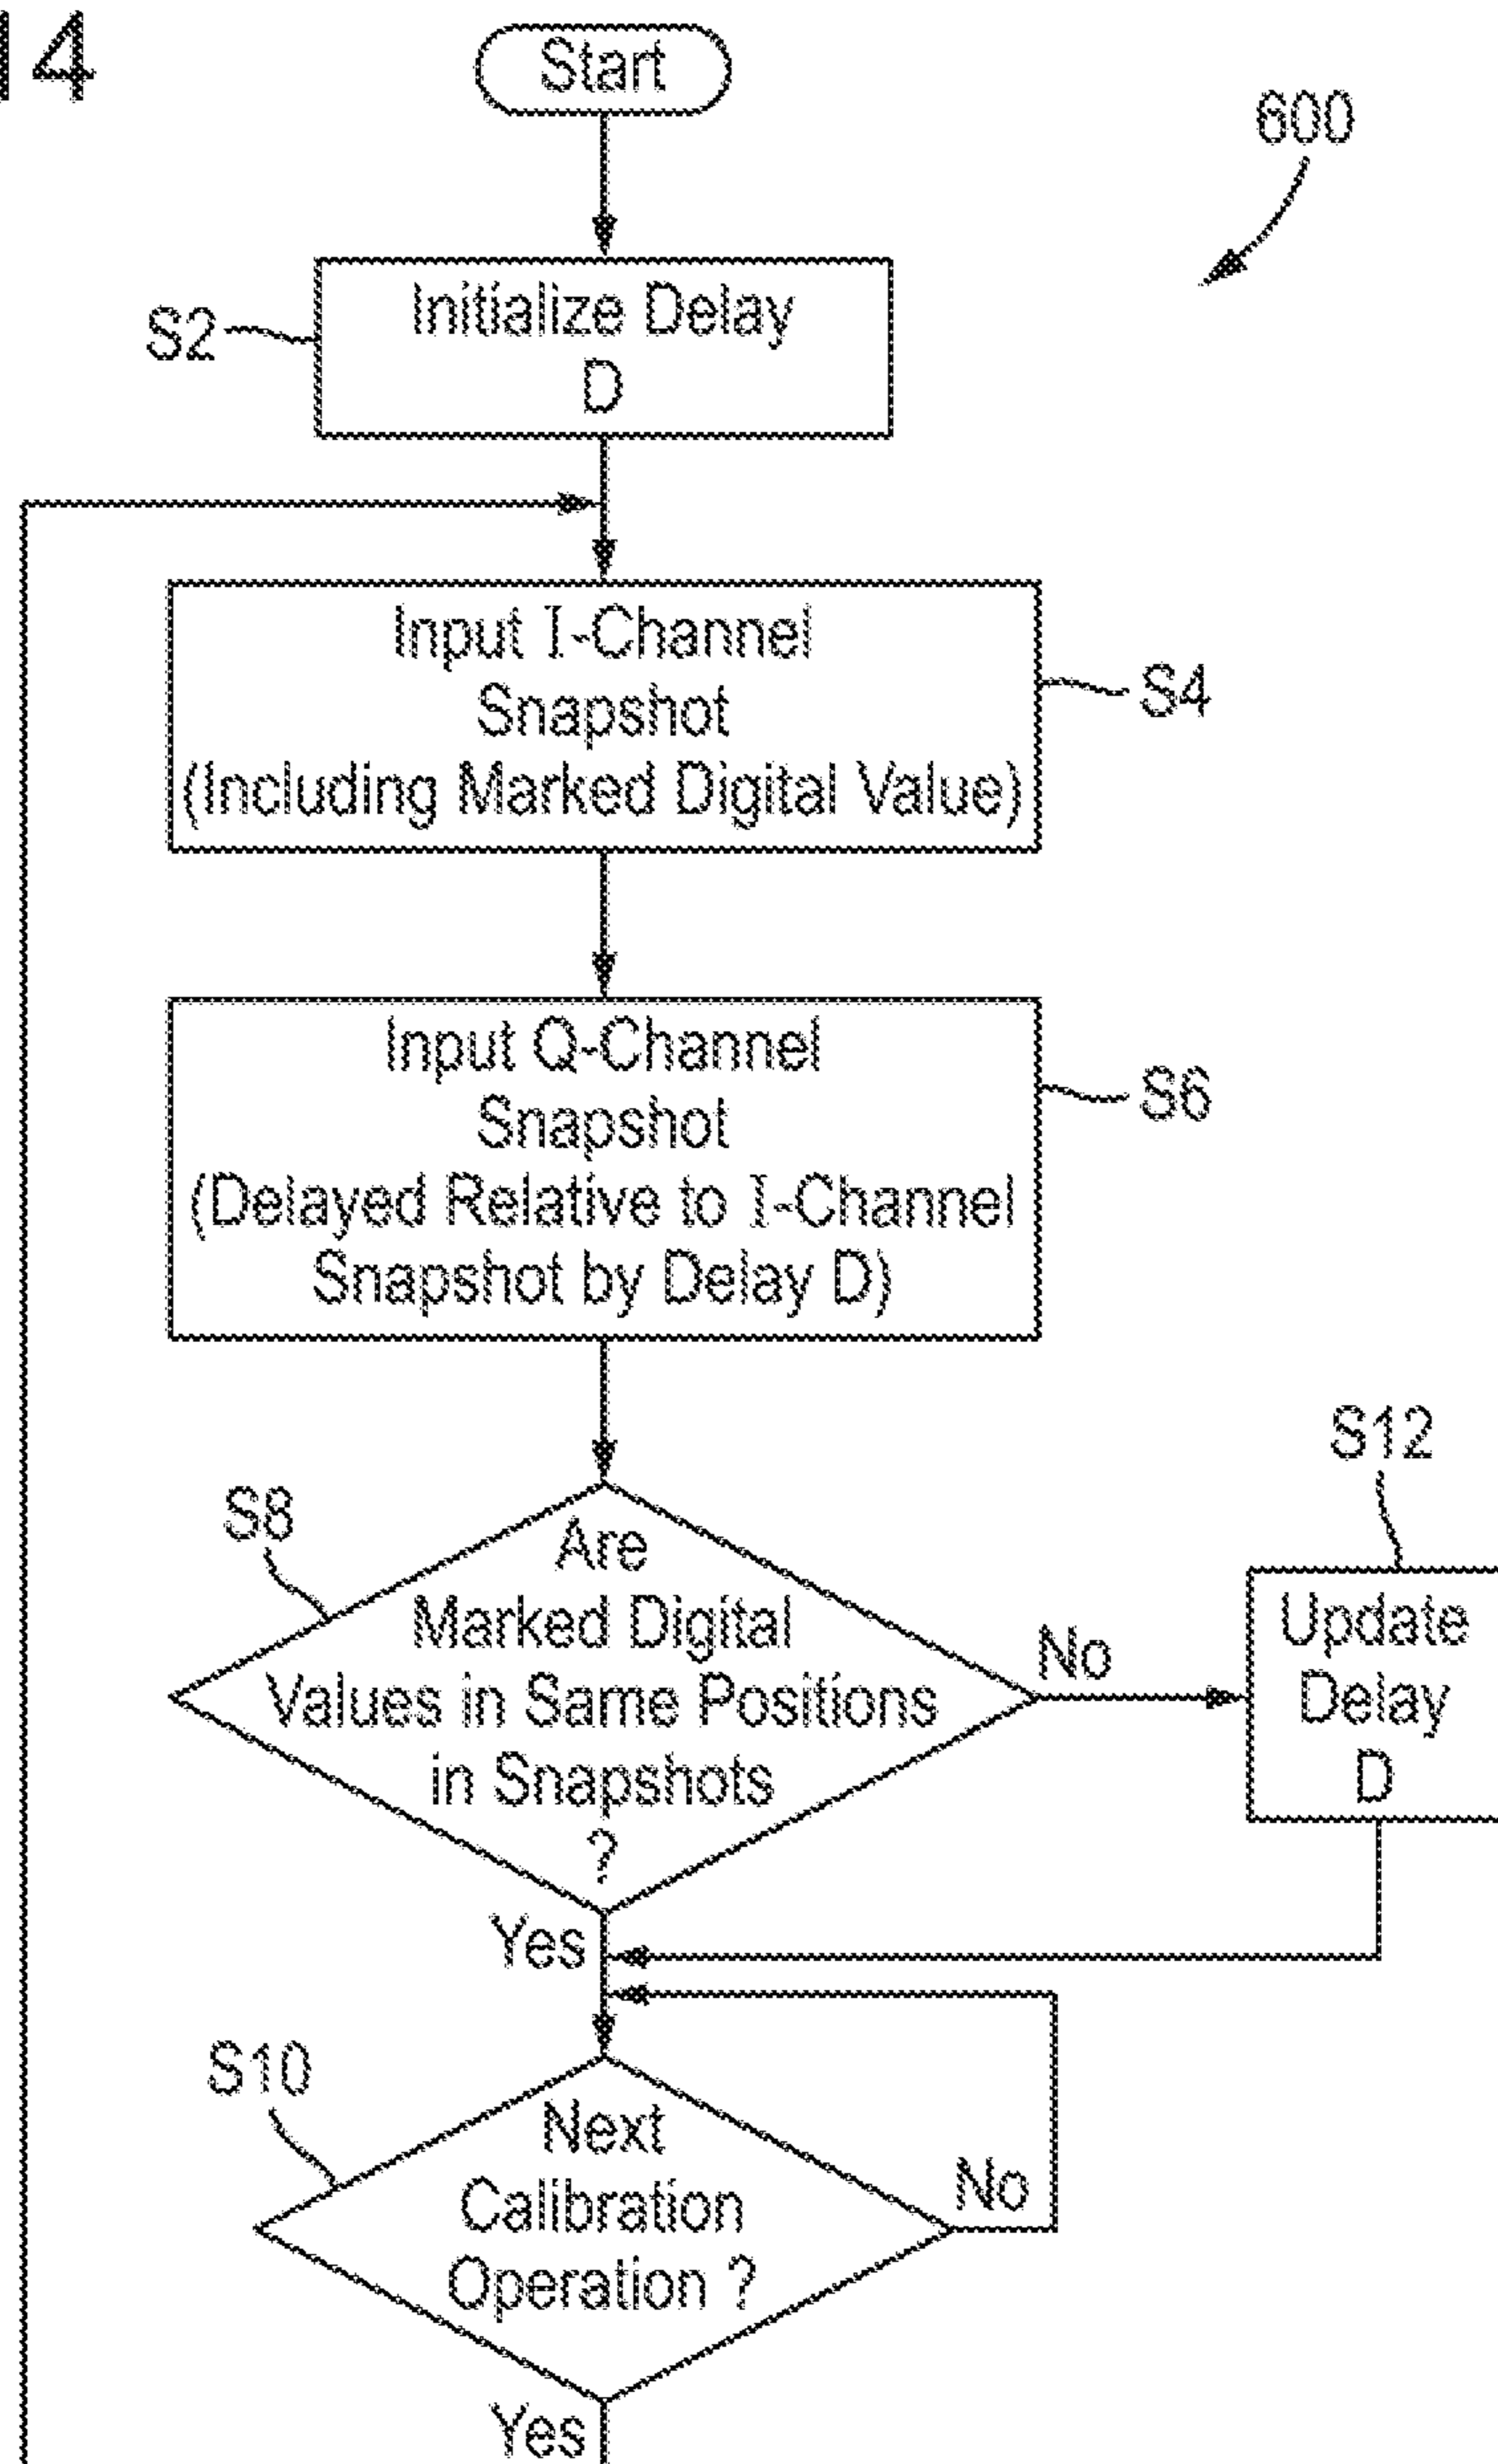 14
Start
600
S2
Initialize Delay
D
Input I-Channel
Snapshot
(Including Marked Digital Value)
S4
Input Q-Channel
Snapshot
(Delayed Relative to I-Channel
Snapshot by Delay D)
S6
S8
Are
Marked Digital
Values in Same Positions
in Snapshots
?
No
S12
Update
Delay
D
Yes
S10
Next
Calibration
Operation ?
No
Yes